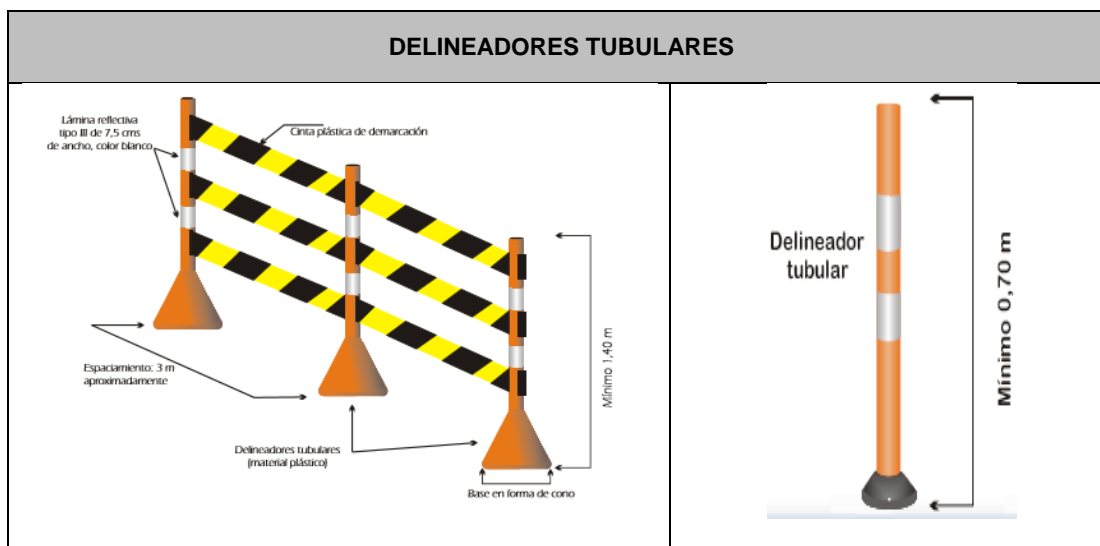 DELINEADORES TUBULARES
Lámina reflectiva
tipo III de 7,5 cms
de ancho, color blanco
Cinta plástica de demarcación
Espaciamiento: 3 m
aproximadamente
Delineadores tubulares
(material plástico)
Base en forma de cono
Mínimo 1,40 m
Delineador
tubular
Mínimo 0,70 m